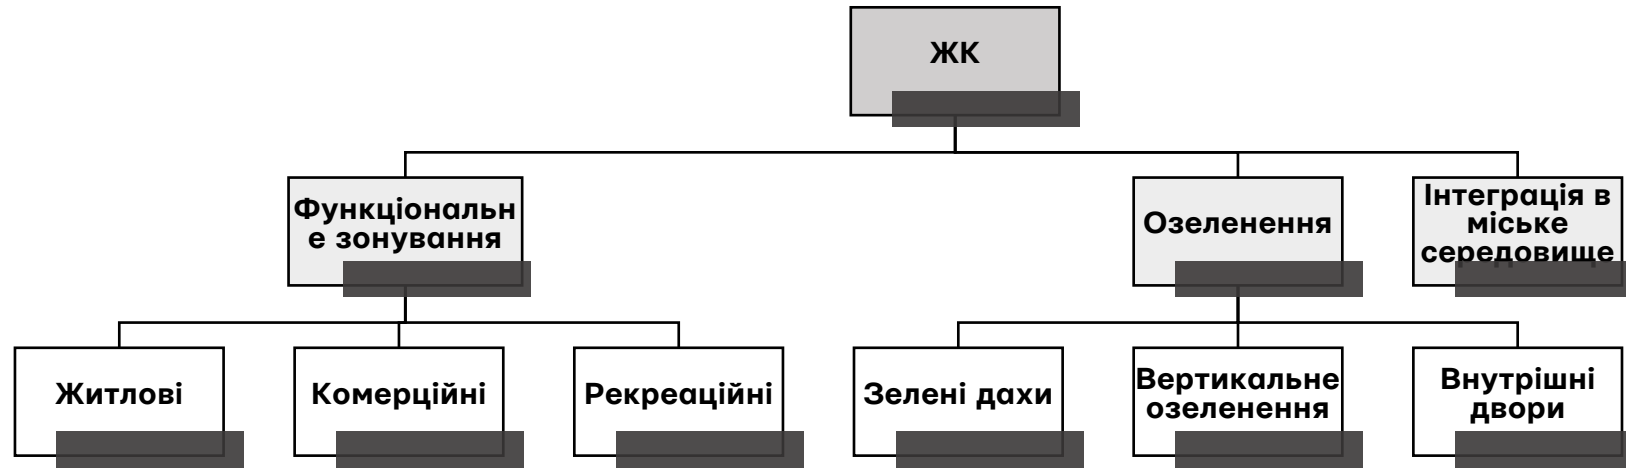 ЖК
Функціональн
е зонування
Озеленення
Інтеграція в
міське
середовище
Житлові
Комерційні
Рекреаційні
Зелені дахи
Вертикальне
озеленення
Внутрішні
двори